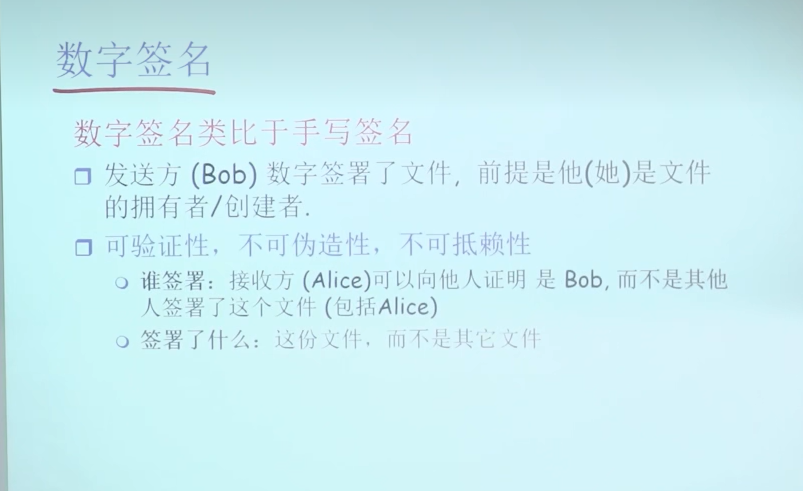 数字签名
数字签名类比于手写签名
发送方 (Bob) 数字签署了文件, 前提是他(她)是文件
的拥有者/创建者.
可验证性, 不可伪造性, 不可抵赖性
谁签署: 接收方 (Alice)可以向他人证明 是 Bob, 而不是其他
人签署了这个文件 (包括Alice)
签署了什么: 这份文件, 而不是其它文件